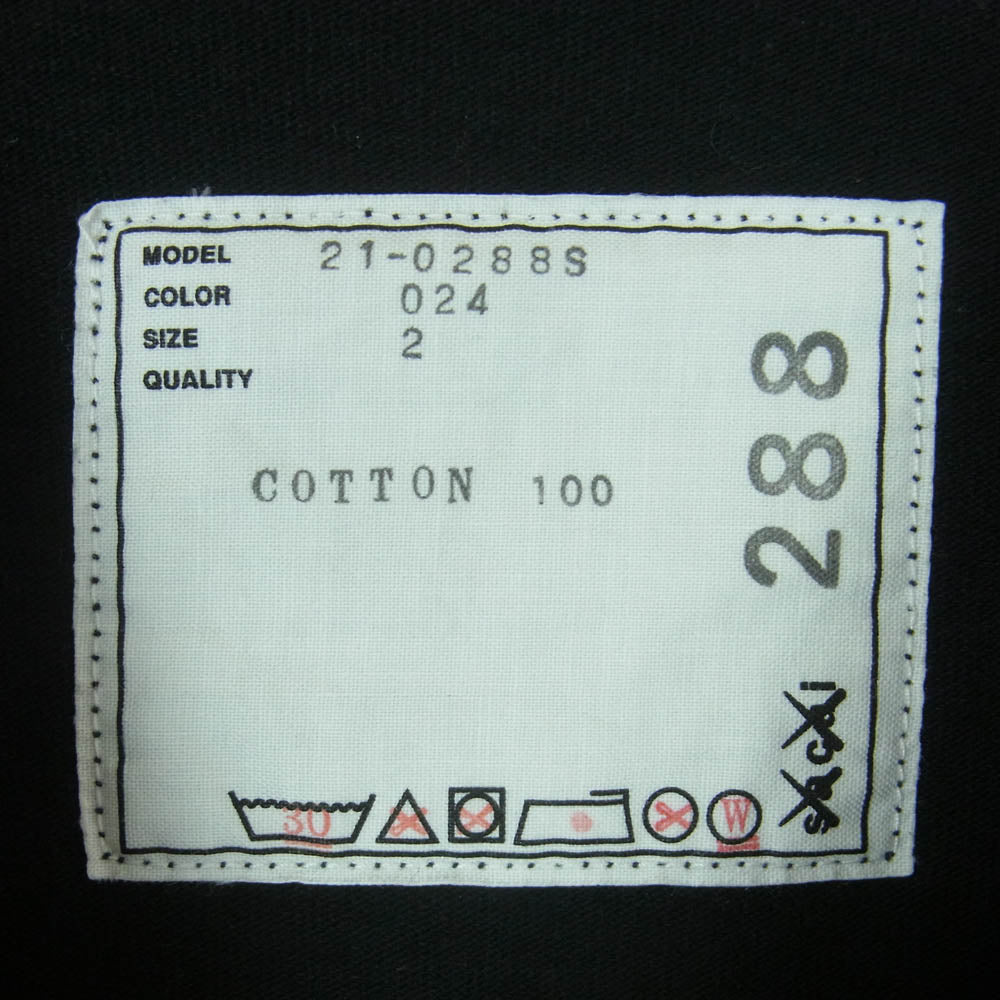 MODEL 21-0288S
COLOR 024
SIZE 2
QUALITY
COTTON 100
288
sacai
30
W